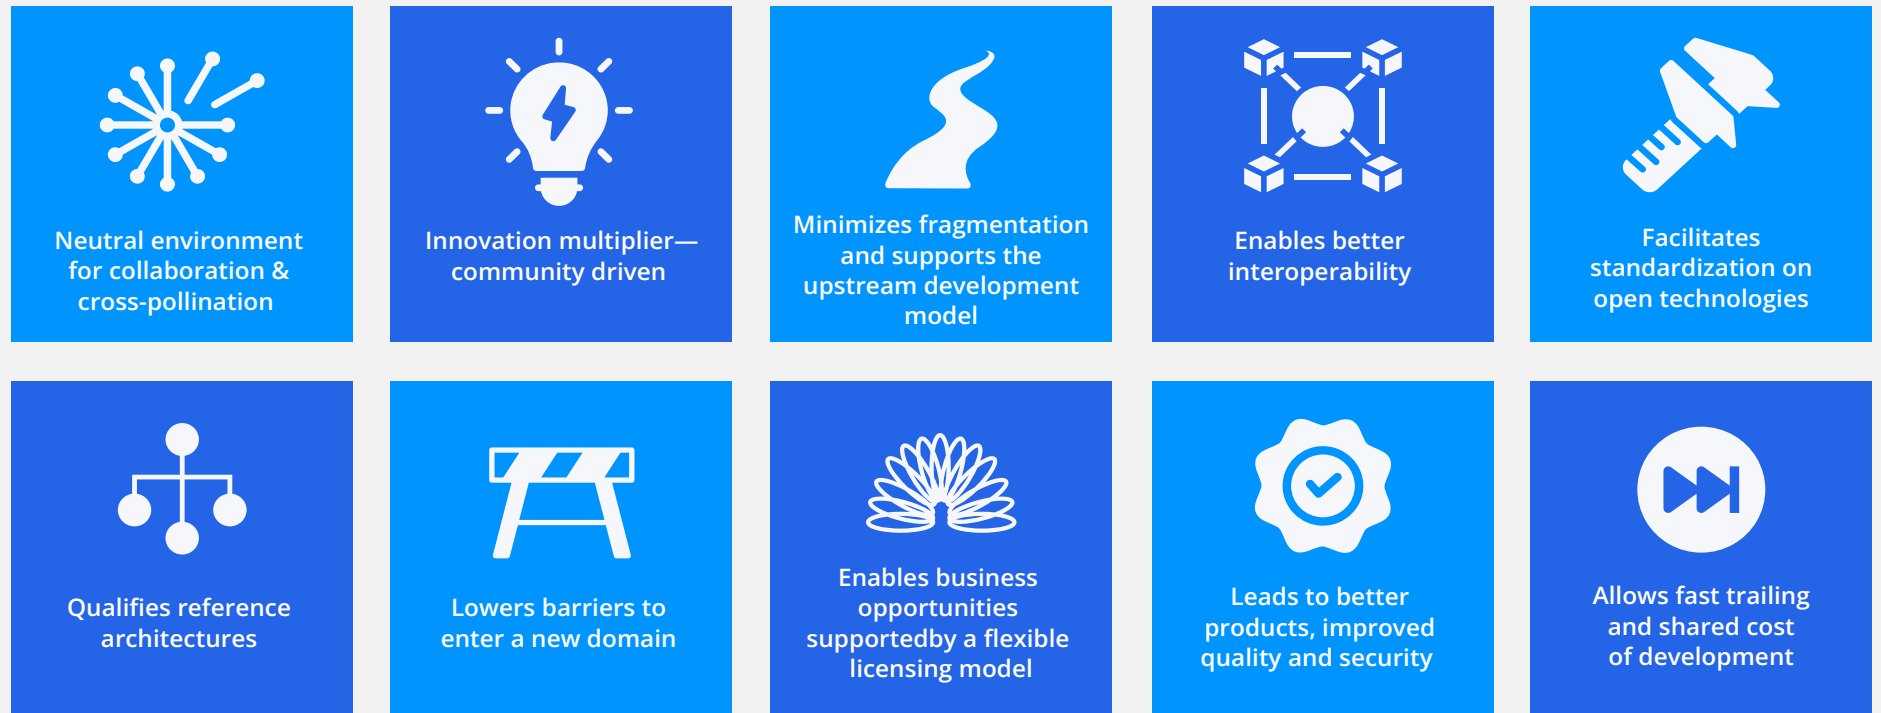 Neutral environment
for collaboration &
cross-pollination
Innovation multiplier—
community driven
Minimizes fragmentation
and supports the
upstream development
model
Enables better
interoperability
Facilitates
standardization on
open technologies
Qualifies reference
architectures
Lowers barriers to
enter a new domain
Enables business
opportunities
supportedby a flexible
licensing model
Leads to better
products, improved
quality and security
Allows fast trailing
and shared cost
of development